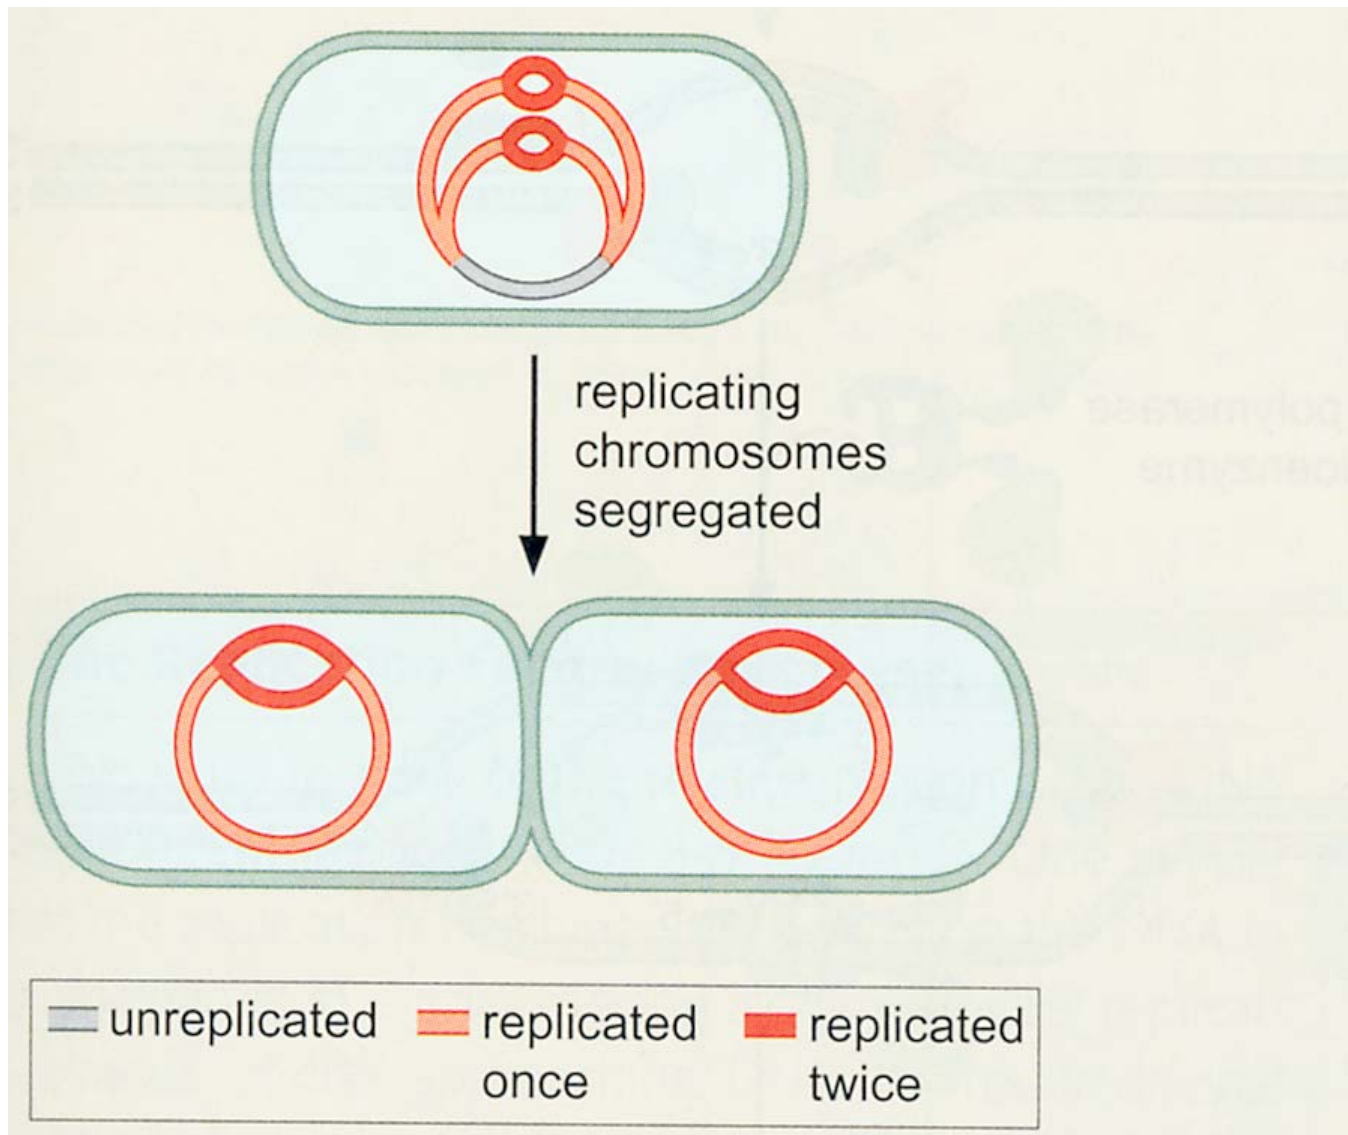 replicating
chromosomes
segregated
unreplicated
replicated
once
replicated
twice